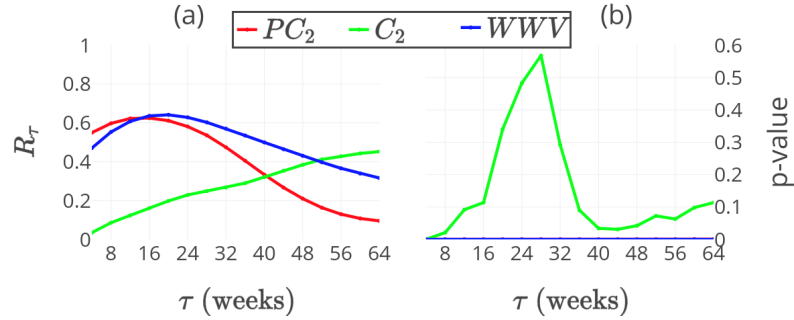 (a)
(b)
PC₂ C₂ WWV
1
0.8
0.6
0.4
0.2
0
R_τ
8 16 24 32 40 48 56 64
τ (weeks)
0.6
0.5
0.4
0.3
0.2
0.1
0
p-value
8 16 24 32 40 48 56 64
τ (weeks)